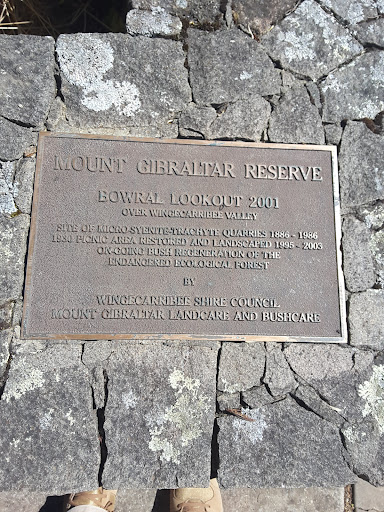 MOUNT GIBRALTAR RESERVE
BOWRAL LOOKOUT 2001
OVER WINGECARRIBEE VALLEY
SITE OF MICRO-SYENITE-TRACHYTE QUARRIES 1886 - 1986
1930 PICNIC AREA RESTORED AND LANDSCAPED 1995 - 2003
ON-GOING BUSH REGENERATION OF THE
ENDANGERED ECOLOGICAL FOREST
BY
WINGECARRIBEE SHIRE COUNCIL
MOUNT GIBRALTAR LANDCARE AND BUSHCARE